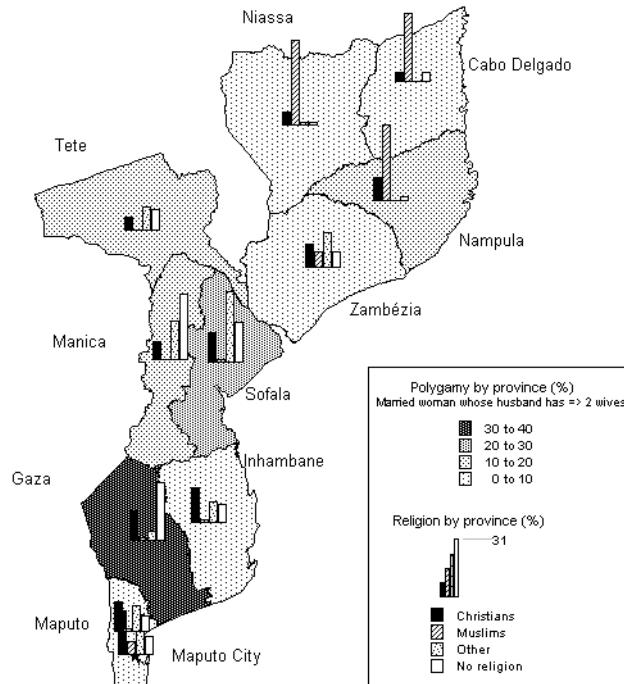 Niassa
Cabo Delgado
Tete
Nampula
Zambézia
Manica
Sofala
Inhambane
Gaza
Maputo
Maputo City
Polygamy by province (%)
Married woman whose husband has => 2 wives
30 to 40
20 to 30
10 to 20
0 to 10
Religion by province (%)
31
Christians
Muslims
Other
No religion